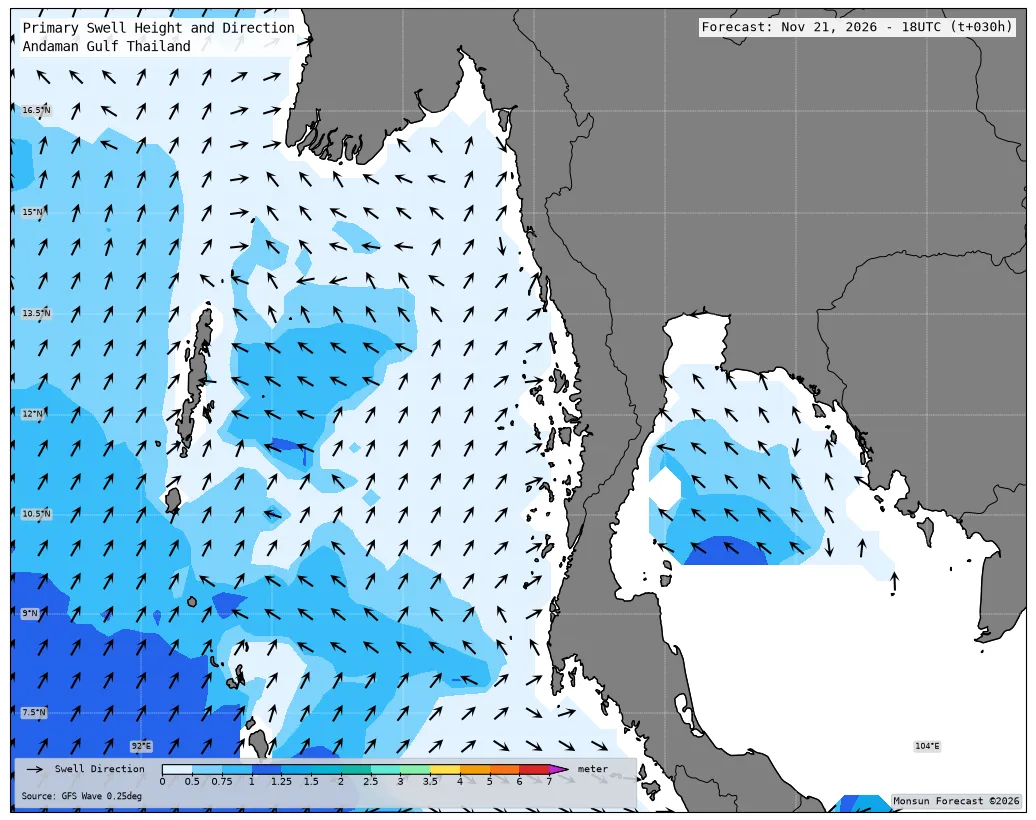 Primary Swell Height and Direction
Andaman Gulf Thailand
Forecast: Nov 21, 2026 - 18UTC (t+030h)
16.5°N
15°N
13.5°N
12°N
10.5°N
9°N
7.5°N
92°E
104°E
Swell Direction
0 0.5 0.75 1 1.25 1.5 2 2.5 3 3.5 4 5 6 7
meter
Source: GFS Wave 0.25deg
Monsun Forecast ©2026